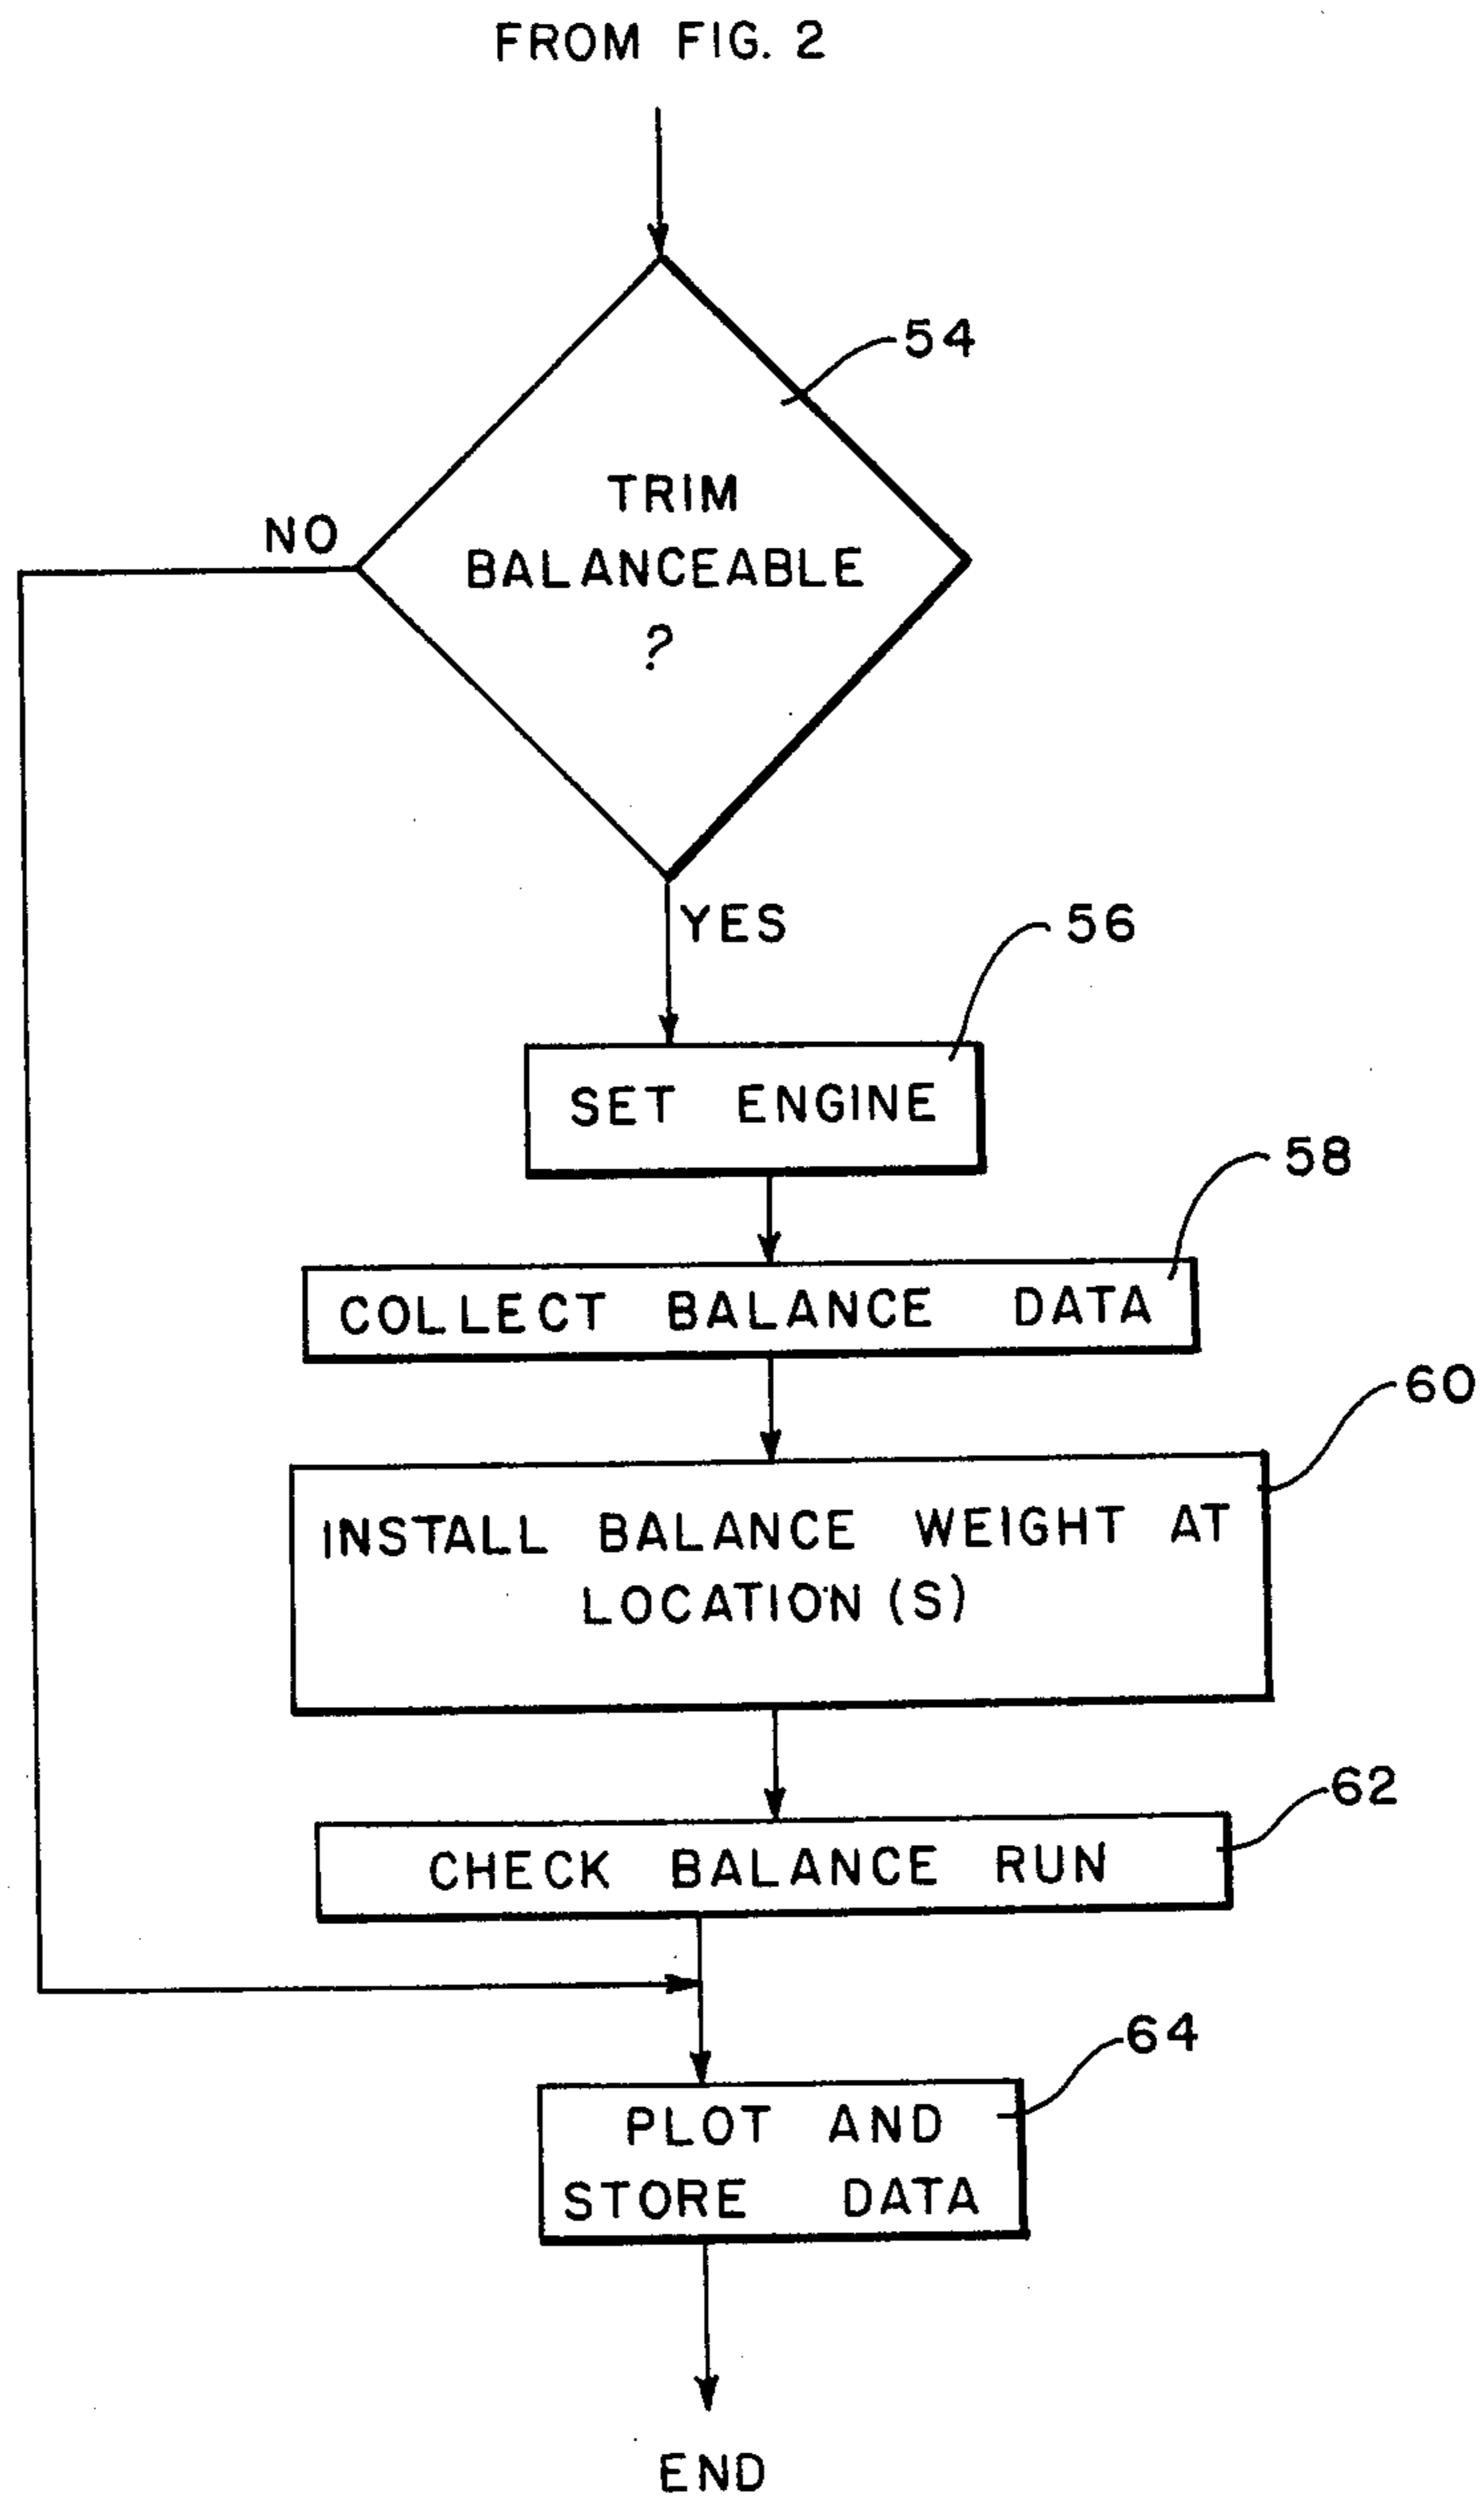 FROM FIG. 2
54
TRIM
NO
BALANCEABLE
?
YES
56
SET ENGINE
58
COLLECT BALANCE DATA
60
INSTALL BALANCE WEIGHT AT
LOCATION(S)
62
CHECK BALANCE RUN
64
PLOT AND
STORE DATA
END